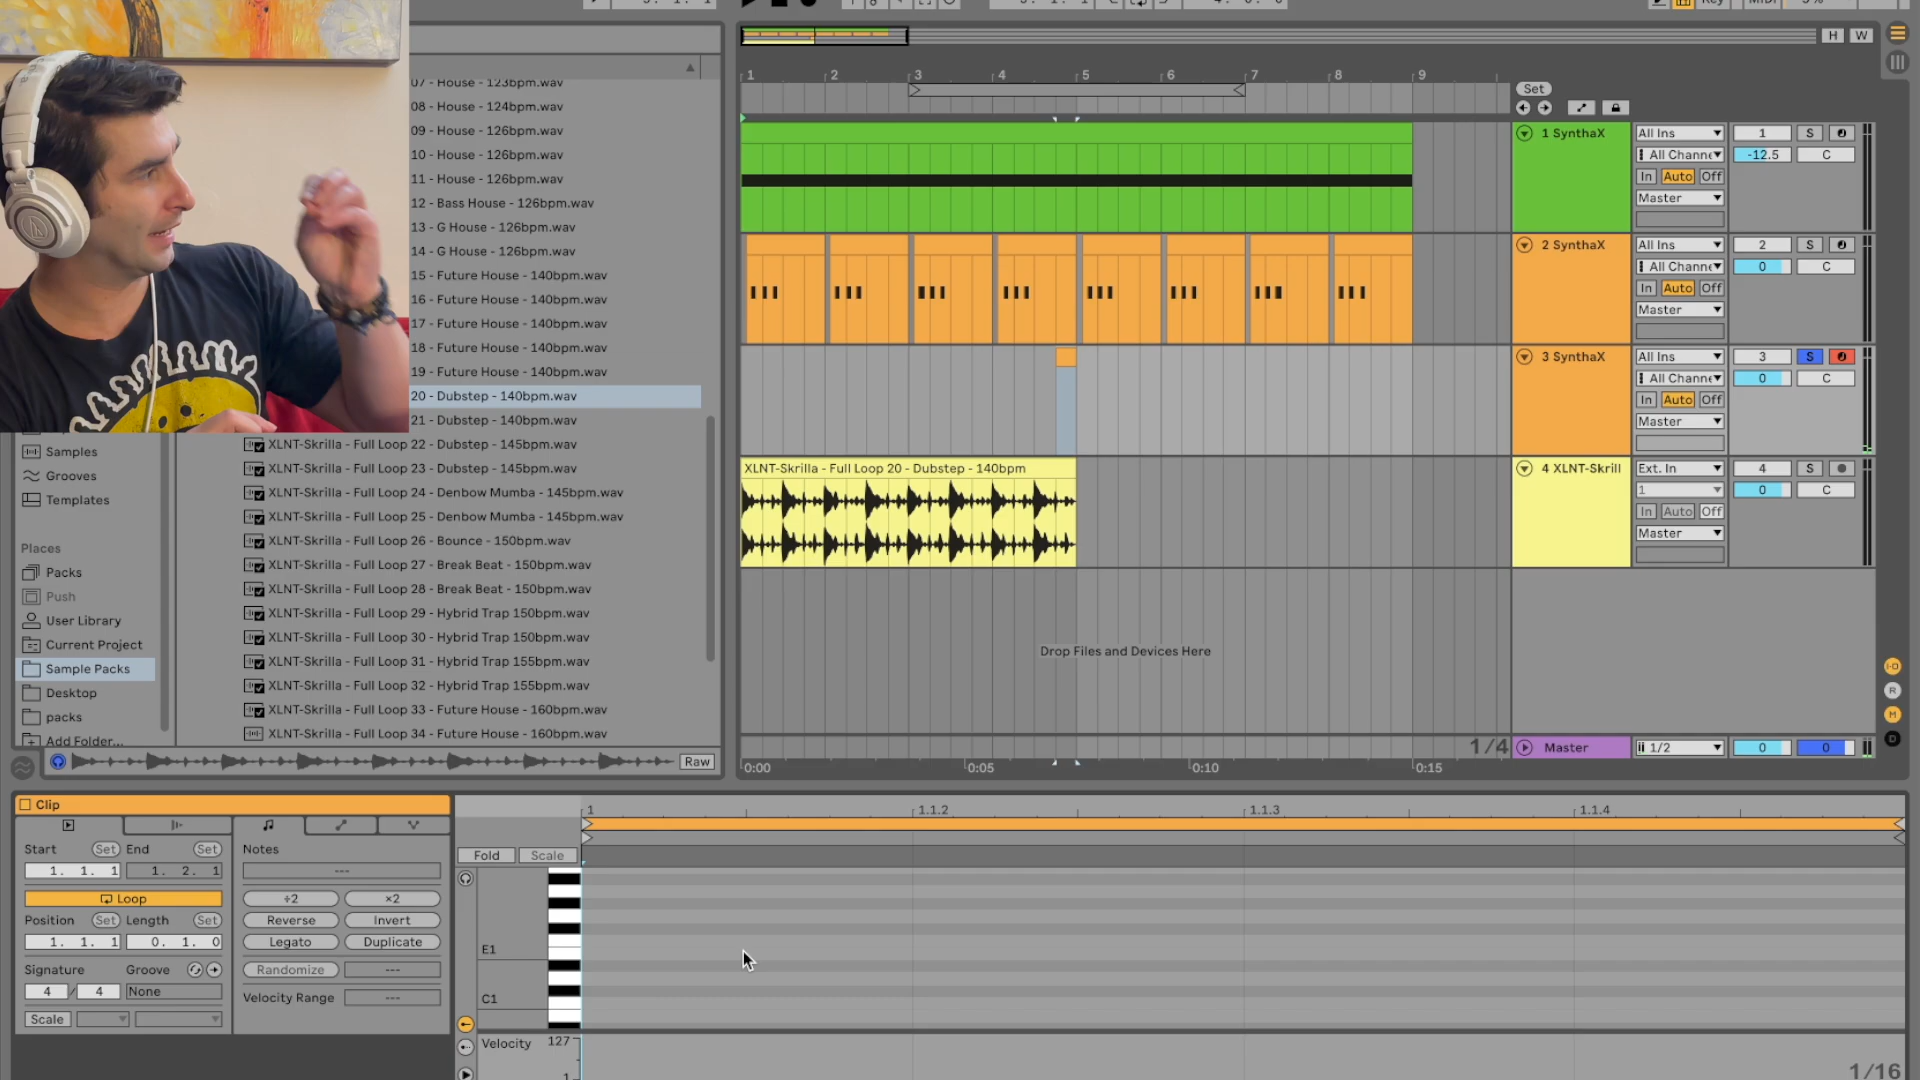 Key
MIDI
H
W
07 - House - 123bpm.wav
08 - House - 124bpm.wav
09 - House - 126bpm.wav
10 - House - 126bpm.wav
11 - House - 126bpm.wav
12 - Bass House - 126bpm.wav
13 - G House - 126bpm.wav
14 - G House - 126bpm.wav
15 - Future House - 140bpm.wav
16 - Future House - 140bpm.wav
17 - Future House - 140bpm.wav
18 - Future House - 140bpm.wav
19 - Future House - 140bpm.wav
20 - Dubstep - 140bpm.wav
21 - Dubstep - 140bpm.wav
XLNT-Skrilla - Full Loop 22 - Dubstep - 145bpm.wav
XLNT-Skrilla - Full Loop 23 - Dubstep - 145bpm.wav
XLNT-Skrilla - Full Loop 24 - Denbow Mumba - 145bpm.wav
XLNT-Skrilla - Full Loop 25 - Denbow Mumba - 145bpm.wav
XLNT-Skrilla - Full Loop 26 - Bounce - 150bpm.wav
XLNT-Skrilla - Full Loop 27 - Break Beat - 150bpm.wav
XLNT-Skrilla - Full Loop 28 - Break Beat - 150bpm.wav
XLNT-Skrilla - Full Loop 29 - Hybrid Trap 150bpm.wav
XLNT-Skrilla - Full Loop 30 - Hybrid Trap 150bpm.wav
XLNT-Skrilla - Full Loop 31 - Hybrid Trap 155bpm.wav
XLNT-Skrilla - Full Loop 32 - Hybrid Trap 155bpm.wav
XLNT-Skrilla - Full Loop 33 - Future House - 160bpm.wav
XLNT-Skrilla - Full Loop 34 - Future House - 160bpm.wav
Samples
Grooves
Templates
Places
Packs
Push
User Library
Current Project
Sample Packs
Desktop
packs
Add Folder...
Raw
1 2 3 4 5 6 7 8 9
Set
1 SynthaX
All Ins
1 S
All Channe
-12.5 C
In Auto Off
Master
2 SynthaX
All Ins
2 S
All Channe
0 C
In Auto Off
Master
3 SynthaX
All Ins
3 S
All Channe
0 C
In Auto Off
Master
XLNT-Skrilla - Full Loop 20 - Dubstep - 140bpm
4 XLNT-Skrill
Ext. In
4 S
1
0 C
In Auto Off
Master
Drop Files and Devices Here
1/4
Master
1/2
0 0
0:00 0:05 0:10 0:15
I-O
R
M
D
Clip
Start Set End Set
1. 1. 1 1. 2. 1
Loop
Position Set Length Set
1. 1. 1 0. 1. 0
Signature Groove
4 / 4 None
Scale
Notes
---
÷2 ×2
Reverse Invert
Legato Duplicate
Randomize ---
Velocity Range ---
1 1.1.2 1.1.3 1.1.4
Fold Scale
E1
C1
Velocity 127
1
1/16